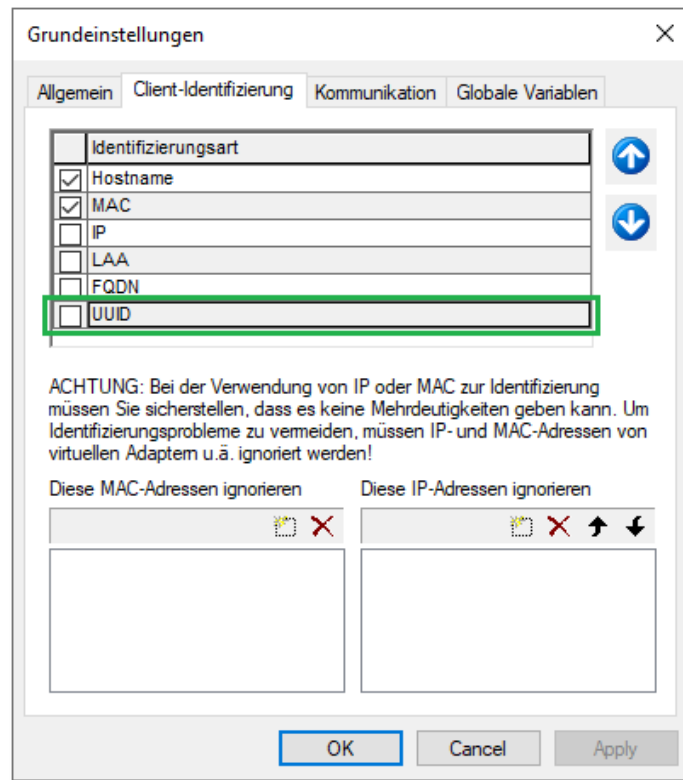 Grundeinstellungen
Allgemein Client-Identifizierung Kommunikation Globale Variablen
Identifizierungsart
Hostname
MAC
IP
LAA
FQDN
UUID
ACHTUNG: Bei der Verwendung von IP oder MAC zur Identifizierung
müssen Sie sicherstellen, dass es keine Mehrdeutigkeiten geben kann. Um
Identifizierungsprobleme zu vermeiden, müssen IP- und MAC-Adressen von
virtuellen Adaptern u.ä. ignoriert werden!
Diese MAC-Adressen ignorieren Diese IP-Adressen ignorieren
OK Cancel Apply